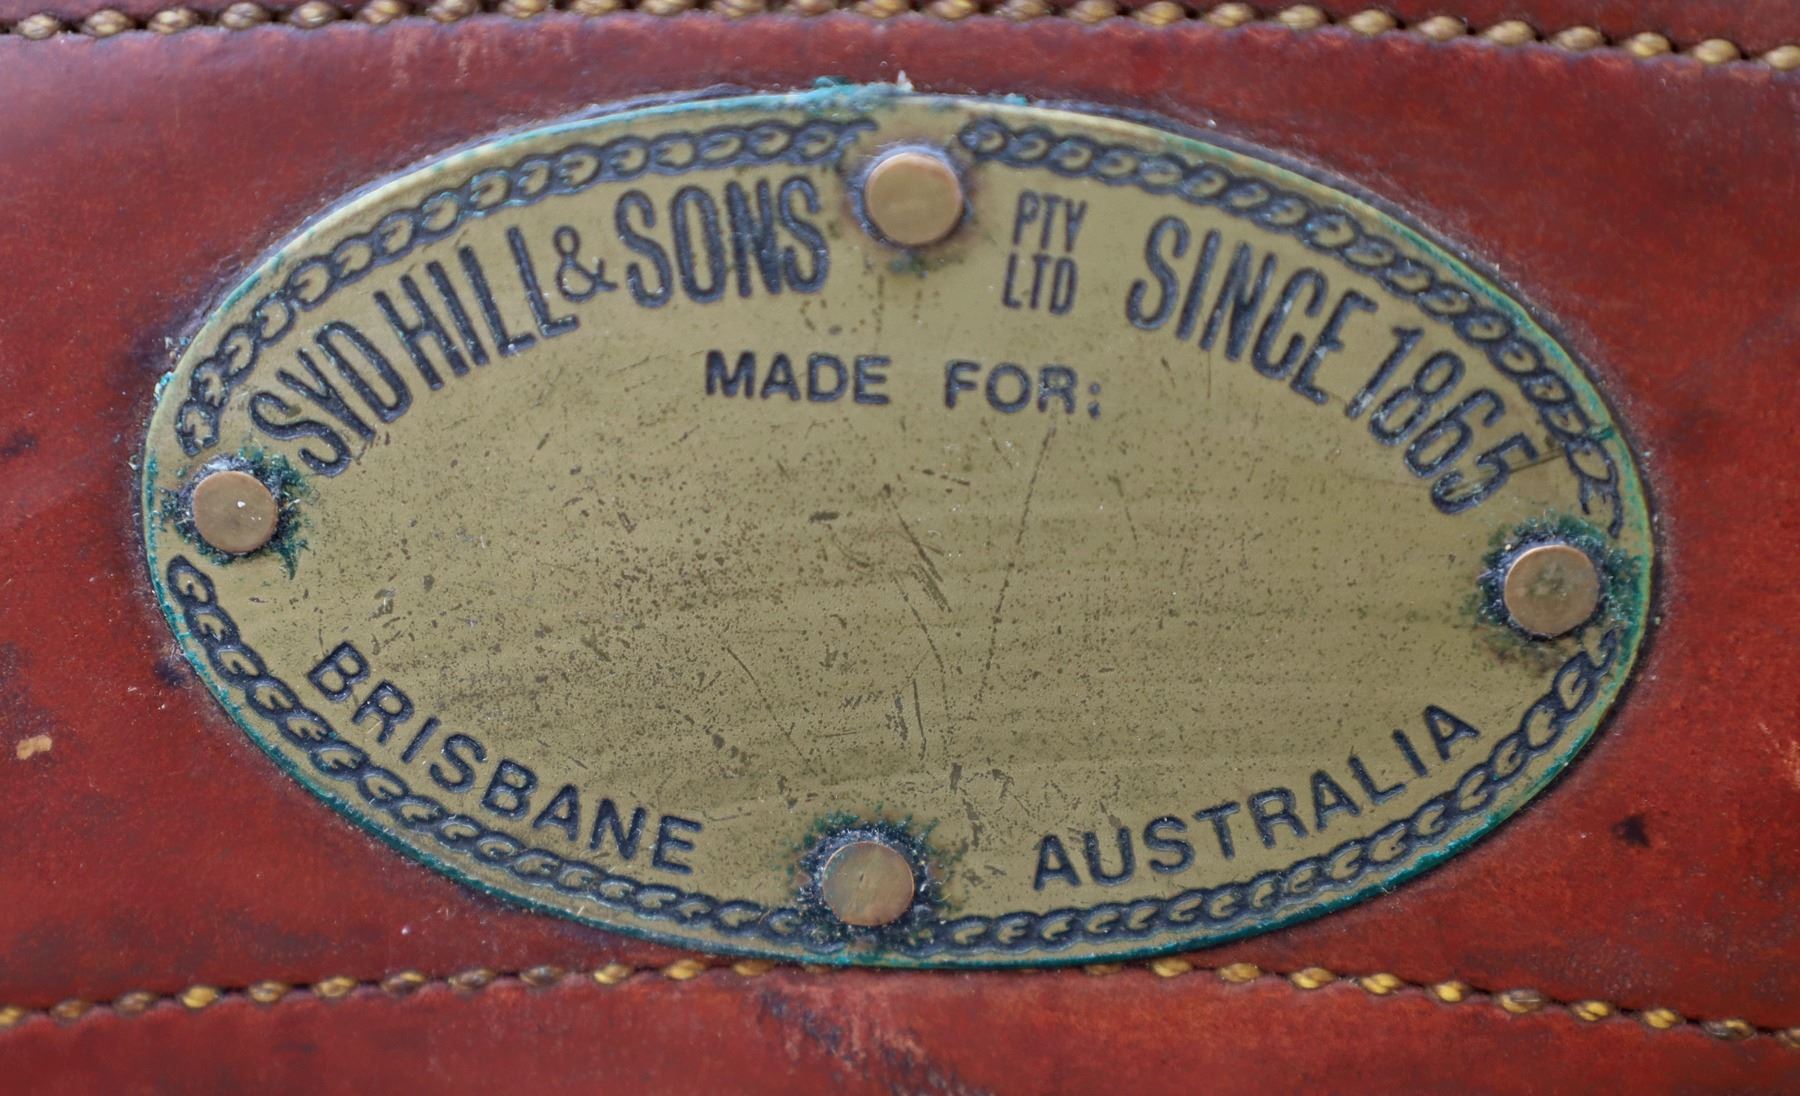 SYD HILL & SONS PTY LTD SINCE 1865
MADE FOR:
BRISBANE AUSTRALIA